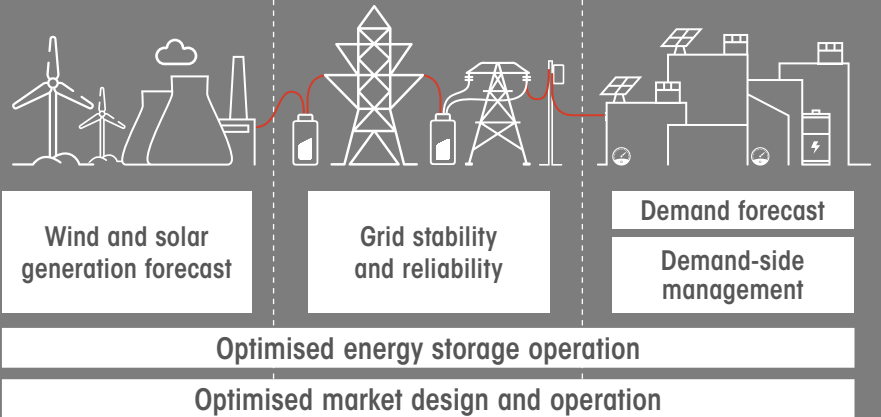 Wind and solar
generation forecast
Grid stability
and reliability
Demand forecast
Demand-side
management
Optimised energy storage operation
Optimised market design and operation